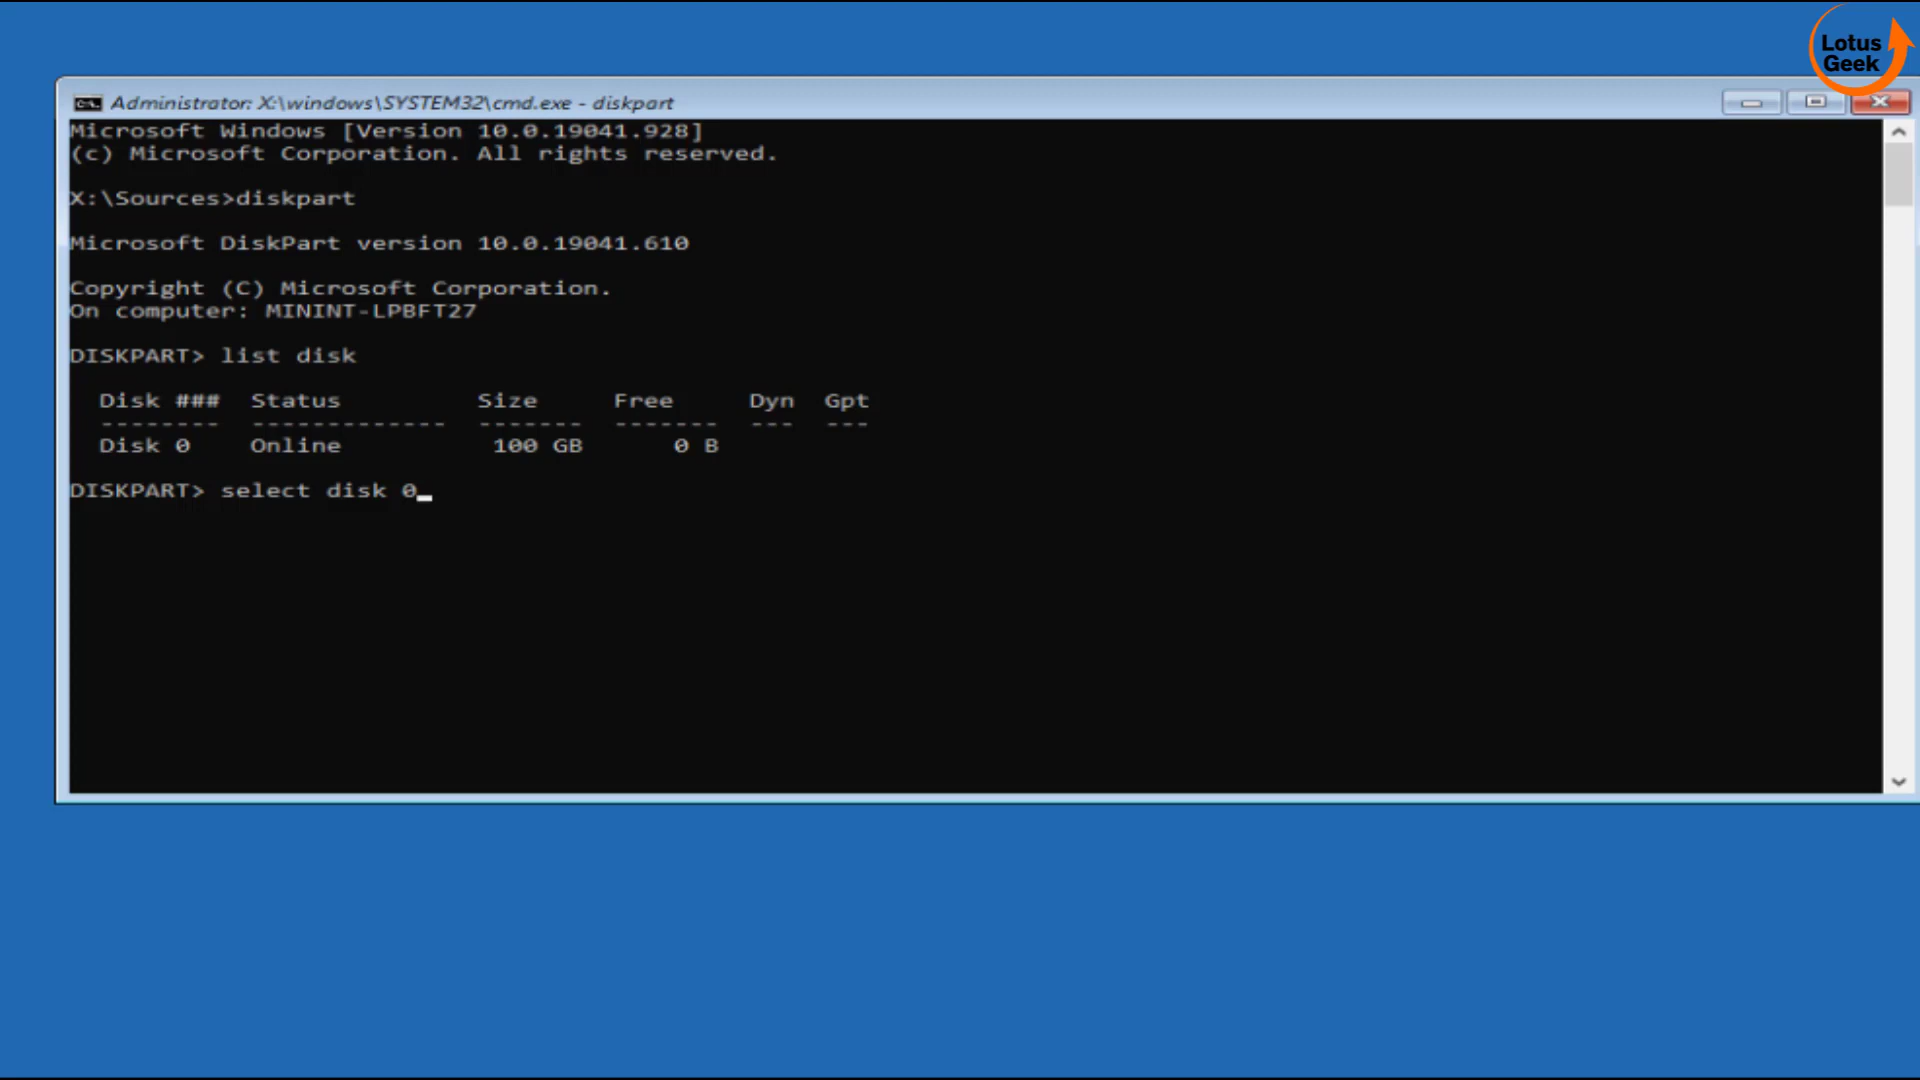 Lotus
Geek
Administrator: X:\windows\SYSTEM32\cmd.exe - diskpart
Microsoft Windows [Version 10.0.19041.928]
(c) Microsoft Corporation. All rights reserved.
X:\Sources>diskpart
Microsoft DiskPart version 10.0.19041.610
Copyright (C) Microsoft Corporation.
On computer: MININT-LPBFT27
DISKPART> list disk
Disk ###  Status         Size     Free     Dyn  Gpt
--------  -------------  -------  -------  ---  ---
Disk 0    Online          100 GB      0 B
DISKPART> select disk 0_